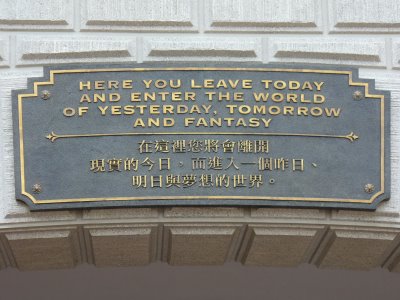 HERE YOU LEAVE TODAY
AND ENTER THE WORLD
OF YESTERDAY, TOMORROW
AND FANTASY
在這裡您將會離開
現實的今日、而進入一個昨日、
明日與夢想的世界。